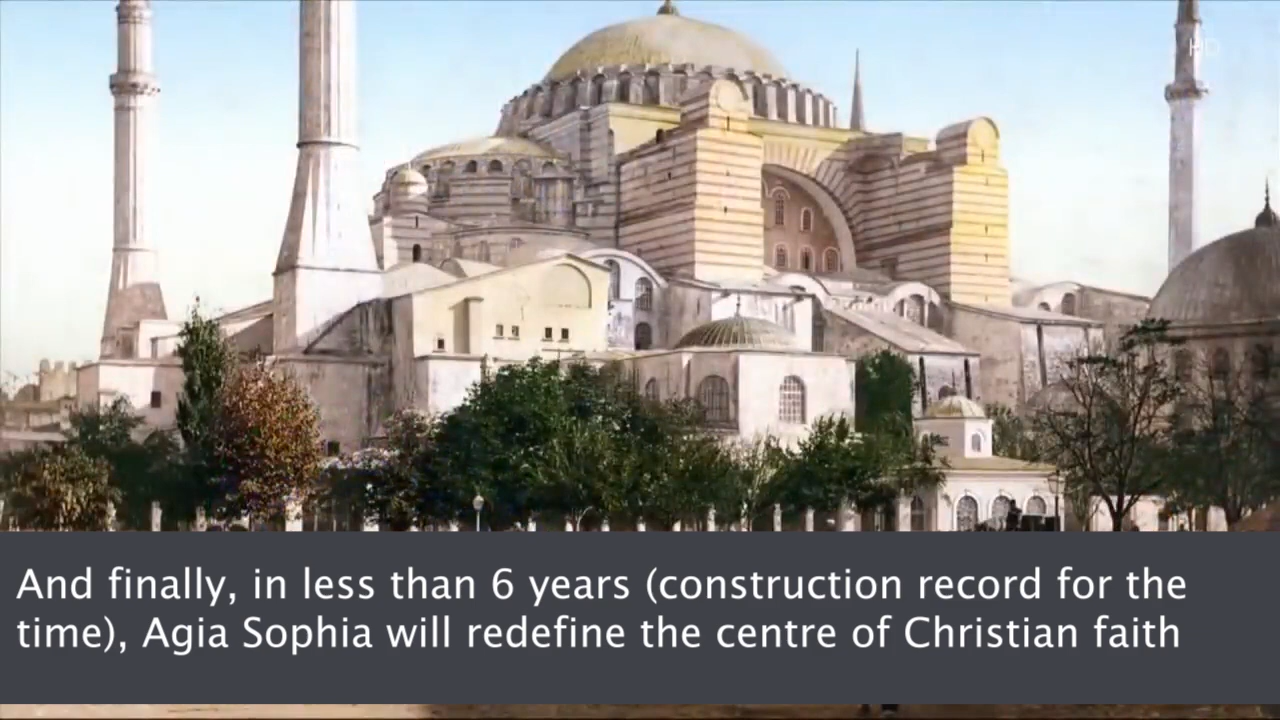 HD
And finally, in less than 6 years (construction record for the
time), Agia Sophia will redefine the centre of Christian faith